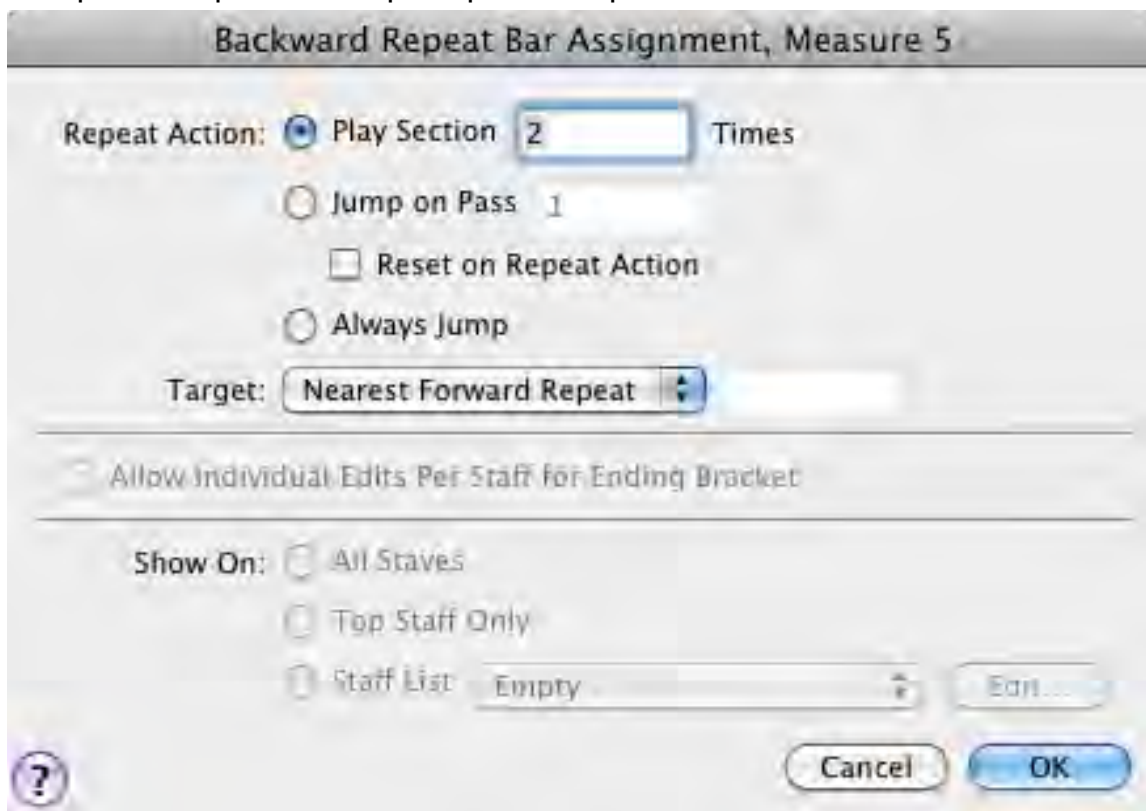 Backward Repeat Bar Assignment, Measure 5
Repeat Action: Play Section 2 Times
Jump on Pass 1
Reset on Repeat Action
Always Jump
Target: Nearest Forward Repeat
Allow Individual Edits Per Staff for Ending Bracket
Show On: All Staves
Top Staff Only
Staff List Empty Edit...
? Cancel OK